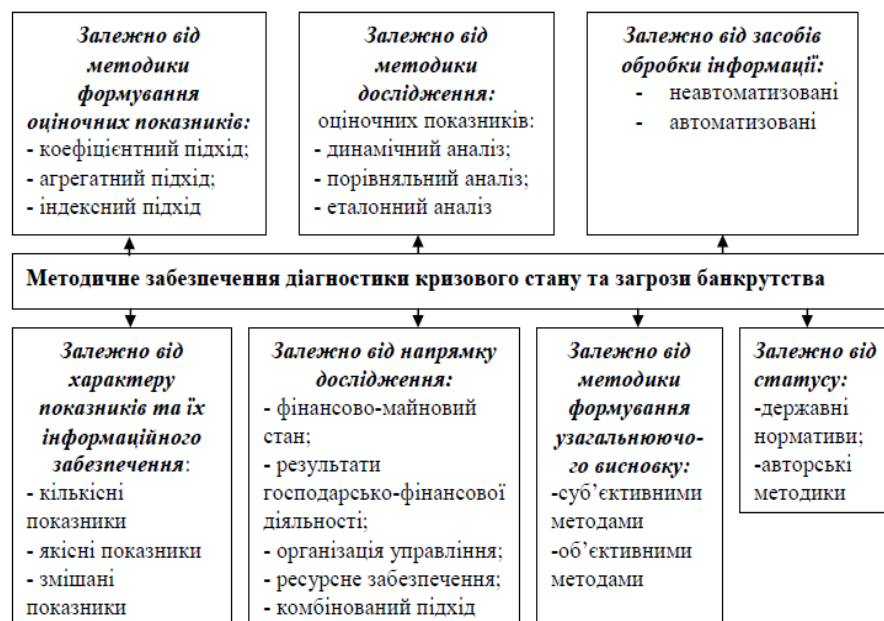 Залежно від
методики
формування
оціночних показників:
- коефіцієнтний підхід;
- агрегатний підхід;
- індексний підхід
Залежно від
методики
дослідження:
оціночних показників:
- динамічний аналіз;
- порівняльний аналіз;
- еталонний аналіз
Залежно від засобів
обробки інформації:
- неавтоматизовані
- автоматизовані
Методичне забезпечення діагностики кризового стану та загрози банкрутства
Залежно від
характеру
показників та їх
інформаційного
забезпечення:
- кількісні
показники
- якісні показники
- змішані
показники
Залежно від напрямку
дослідження:
- фінансово-майновий
стан;
- результати
господарсько-фінансової
діяльності;
- організація управління;
- ресурсне забезпечення;
- комбінований підхід
Залежно від
методики
формування
узагальнюючо-
го висновку:
-суб’єктивними
методами
-об’єктивними
методами
Залежно від
статусу:
-державні
нормативи;
-авторські
методики